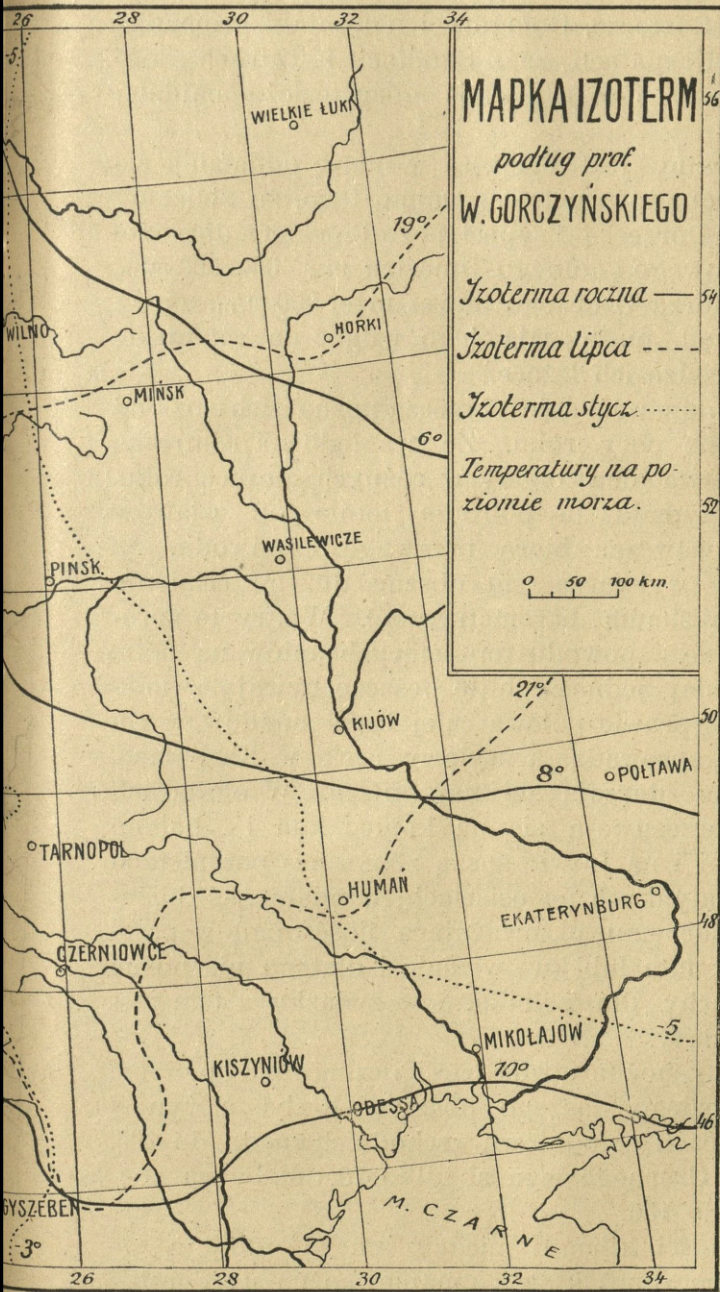 26 28 30 32 34
-5
MAPKA IZOTERM
56
podług prof.
W. GORCZYŃSKIEGO
Izoterma roczna
54
Izoterma lipca
Izoterma stycz.
Temperatury na po-
ziomie morza.
52
0 50 100 km.
WIELKIE ŁUKI
19°
WILNO
HORKI
MIŃSK
6°
WASILEWICZE
PIŃSK
21°
50
KIJÓW
8°
POŁTAWA
TARNOPOL
HUMAŃ
EKATERYNBURG
48
CZERNIOWCE
-5
MIKOŁAJÓW
KISZYNIÓW
10°
ODESSA
46
GYSZEBEN
M. CZARNE
-3°
26 28 30 32 34